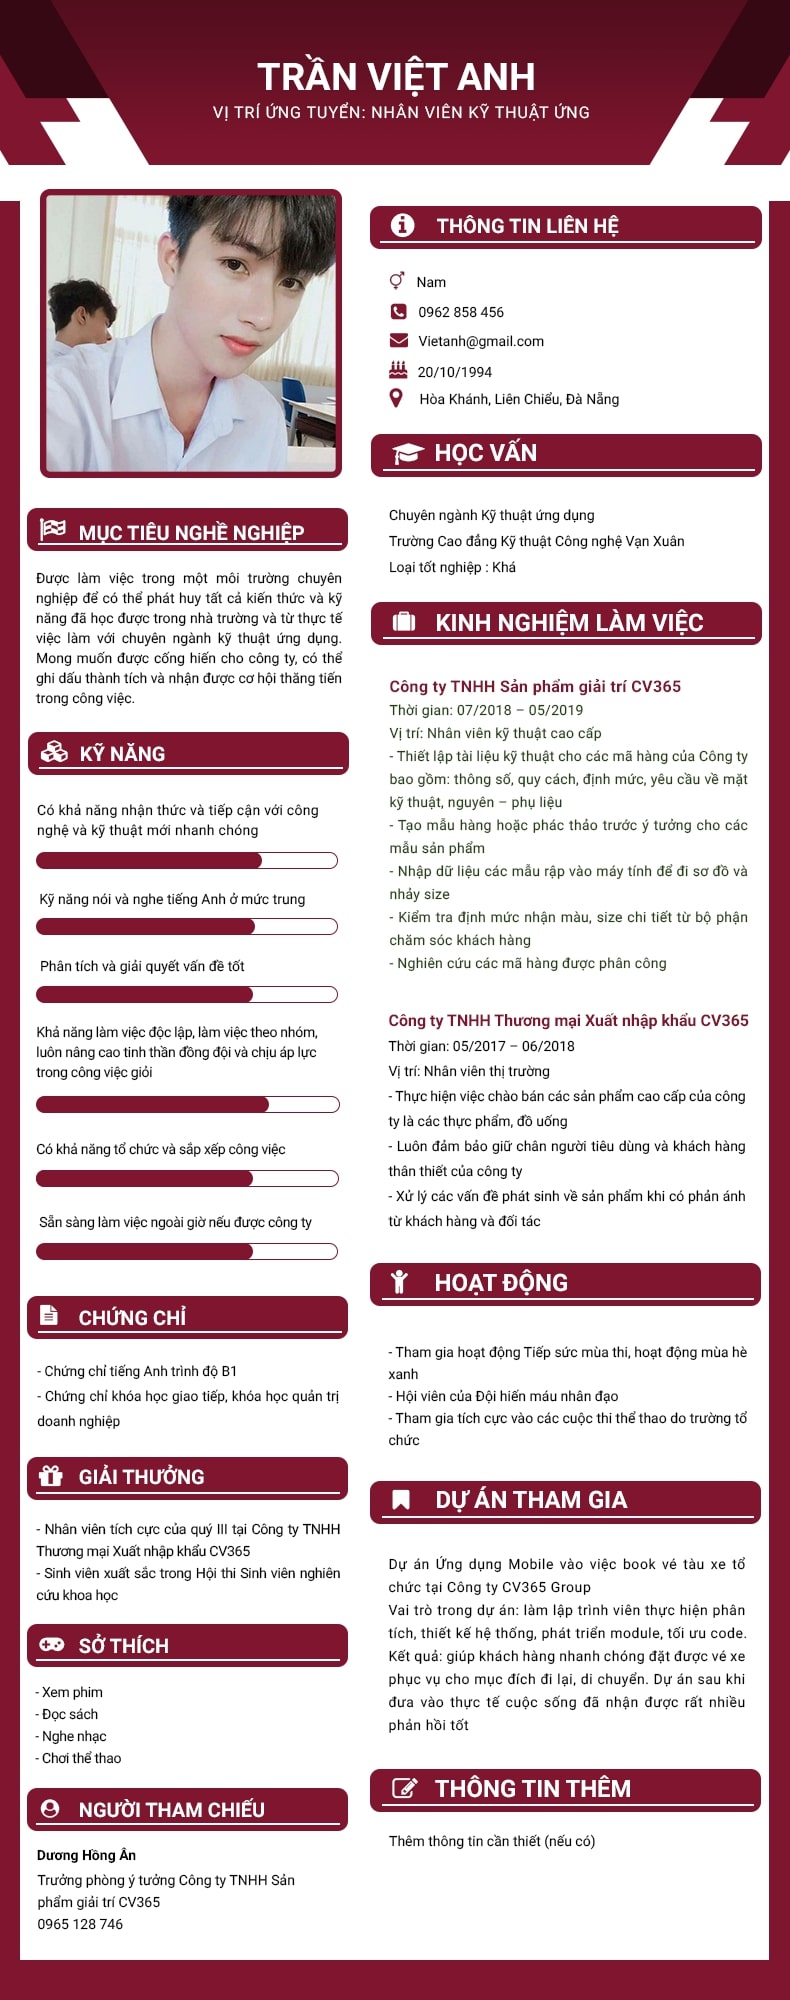 TRẦN VIỆT ANH
VỊ TRÍ ỨNG TUYỂN: NHÂN VIÊN KỸ THUẬT ỨNG
MỤC TIÊU NGHỀ NGHIỆP
Được làm việc trong một môi trường chuyên
nghiệp để có thể phát huy tất cả kiến thức và kỹ
năng đã học được trong nhà trường và từ thực tế
việc làm với chuyên ngành kỹ thuật ứng dụng.
Mong muốn được cống hiến cho công ty, có thể
ghi dấu thành tích và nhận được cơ hội thăng tiến
trong công việc.
KỸ NĂNG
Có khả năng nhận thức và tiếp cận với công
nghệ và kỹ thuật mới nhanh chóng
Kỹ năng nói và nghe tiếng Anh ở mức trung
Phân tích và giải quyết vấn đề tốt
Khả năng làm việc độc lập, làm việc theo nhóm,
luôn nâng cao tinh thần đồng đội và chịu áp lực
trong công việc giỏi
Có khả năng tổ chức và sắp xếp công việc
Sẵn sàng làm việc ngoài giờ nếu được công ty
CHỨNG CHỈ
- Chứng chỉ tiếng Anh trình độ B1
- Chứng chỉ khóa học giao tiếp, khóa học quản trị
doanh nghiệp
GIẢI THƯỞNG
- Nhân viên tích cực của quý III tại Công ty TNHH
Thương mại Xuất nhập khẩu CV365
- Sinh viên xuất sắc trong Hội thi Sinh viên nghiên
cứu khoa học
SỞ THÍCH
- Xem phim
- Đọc sách
- Nghe nhạc
- Chơi thể thao
NGƯỜI THAM CHIẾU
Dương Hồng Ân
Trưởng phòng ý tưởng Công ty TNHH Sản
phẩm giải trí CV365
0965 128 746
THÔNG TIN LIÊN HỆ
Nam
0962 858 456
Vietanh@gmail.com
20/10/1994
Hòa Khánh, Liên Chiểu, Đà Nẵng
HỌC VẤN
Chuyên ngành Kỹ thuật ứng dụng
Trường Cao đẳng Kỹ thuật Công nghệ Vạn Xuân
Loại tốt nghiệp : Khá
KINH NGHIỆM LÀM VIỆC
Công ty TNHH Sản phẩm giải trí CV365
Thời gian: 07/2018 – 05/2019
Vị trí: Nhân viên kỹ thuật cao cấp
- Thiết lập tài liệu kỹ thuật cho các mã hàng của Công ty
bao gồm: thông số, quy cách, định mức, yêu cầu về mặt
kỹ thuật, nguyên – phụ liệu
- Tạo mẫu hàng hoặc phác thảo trước ý tưởng cho các
mẫu sản phẩm
- Nhập dữ liệu các mẫu rập vào máy tính để đi sơ đồ và
nhảy size
- Kiểm tra định mức nhận màu, size chi tiết từ bộ phận
chăm sóc khách hàng
- Nghiên cứu các mã hàng được phân công
Công ty TNHH Thương mại Xuất nhập khẩu CV365
Thời gian: 05/2017 – 06/2018
Vị trí: Nhân viên thị trường
- Thực hiện việc chào bán các sản phẩm cao cấp của công
ty là các thực phẩm, đồ uống
- Luôn đảm bảo giữ chân người tiêu dùng và khách hàng
thân thiết của công ty
- Xử lý các vấn đề phát sinh về sản phẩm khi có phản ánh
từ khách hàng và đối tác
HOẠT ĐỘNG
- Tham gia hoạt động Tiếp sức mùa thi, hoạt động mùa hè
xanh
- Hội viên của Đội hiến máu nhân đạo
- Tham gia tích cực vào các cuộc thi thể thao do trường tổ
chức
DỰ ÁN THAM GIA
Dự án Ứng dụng Mobile vào việc book vé tàu xe tổ
chức tại Công ty CV365 Group
Vai trò trong dự án: làm lập trình viên thực hiện phân
tích, thiết kế hệ thống, phát triển module, tối ưu code.
Kết quả: giúp khách hàng nhanh chóng đặt được vé xe
phục vụ cho mục đích đi lại, di chuyển. Dự án sau khi
đưa vào thực tế cuộc sống đã nhận được rất nhiều
phản hồi tốt
THÔNG TIN THÊM
Thêm thông tin cần thiết (nếu có)